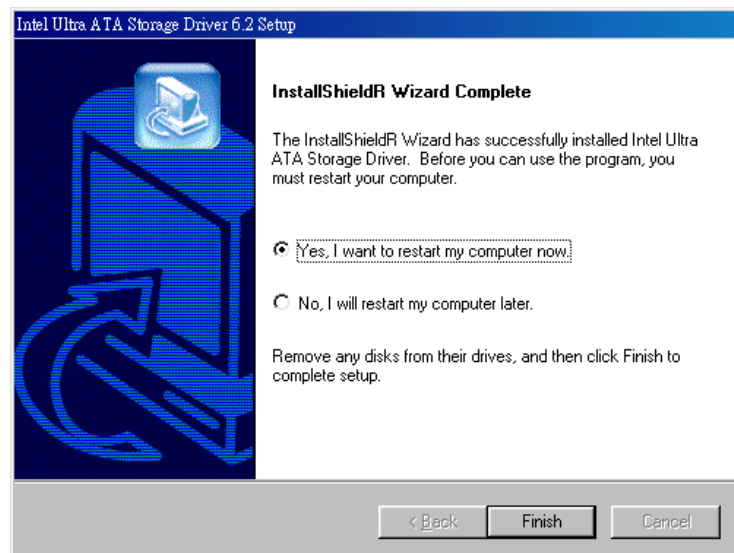 Intel Ultra ATA Storage Driver 6.2 Setup
InstallShieldR Wizard Complete
The InstallShieldR Wizard has successfully installed Intel Ultra
ATA Storage Driver. Before you can use the program, you
must restart your computer.
Yes, I want to restart my computer now.
No, I will restart my computer later.
Remove any disks from their drives, and then click Finish to
complete setup.
< Back
Finish
Cancel